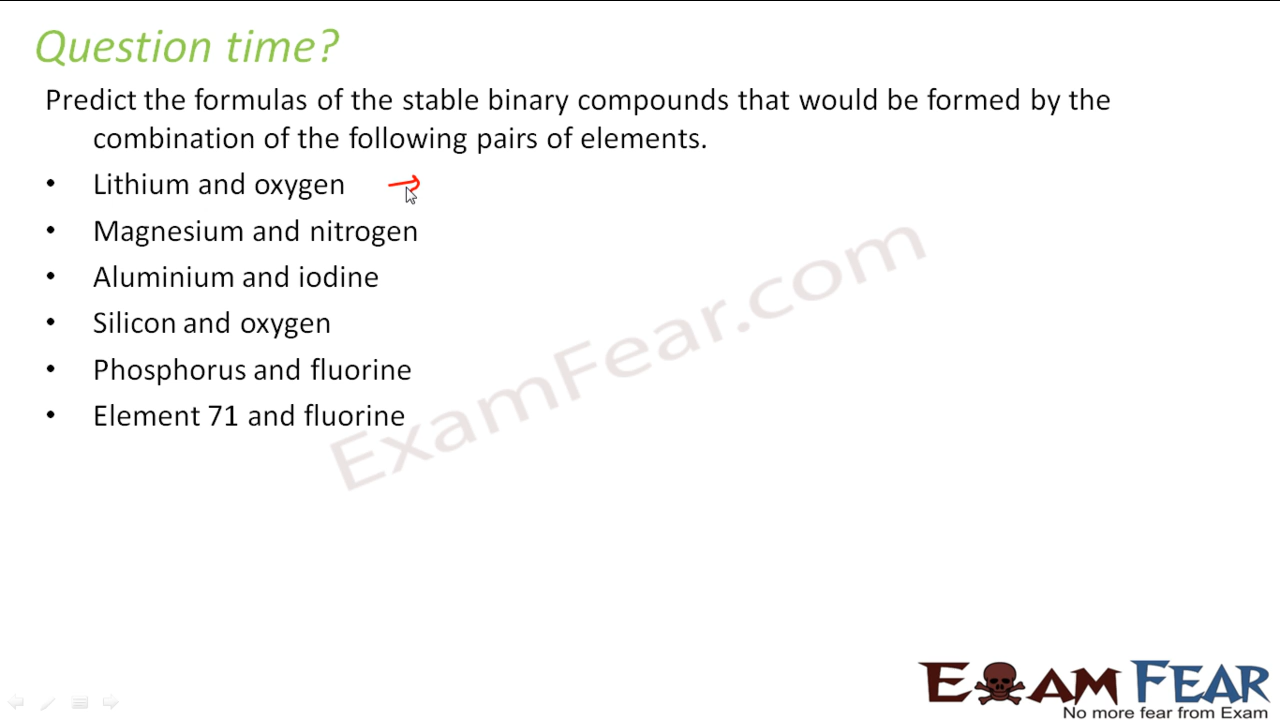 Question time?
Predict the formulas of the stable binary compounds that would be formed by the
combination of the following pairs of elements.
• Lithium and oxygen
• Magnesium and nitrogen
• Aluminium and iodine
• Silicon and oxygen
• Phosphorus and fluorine
• Element 71 and fluorine
ExamFear.com
EXAM FEAR
No more fear from Exam